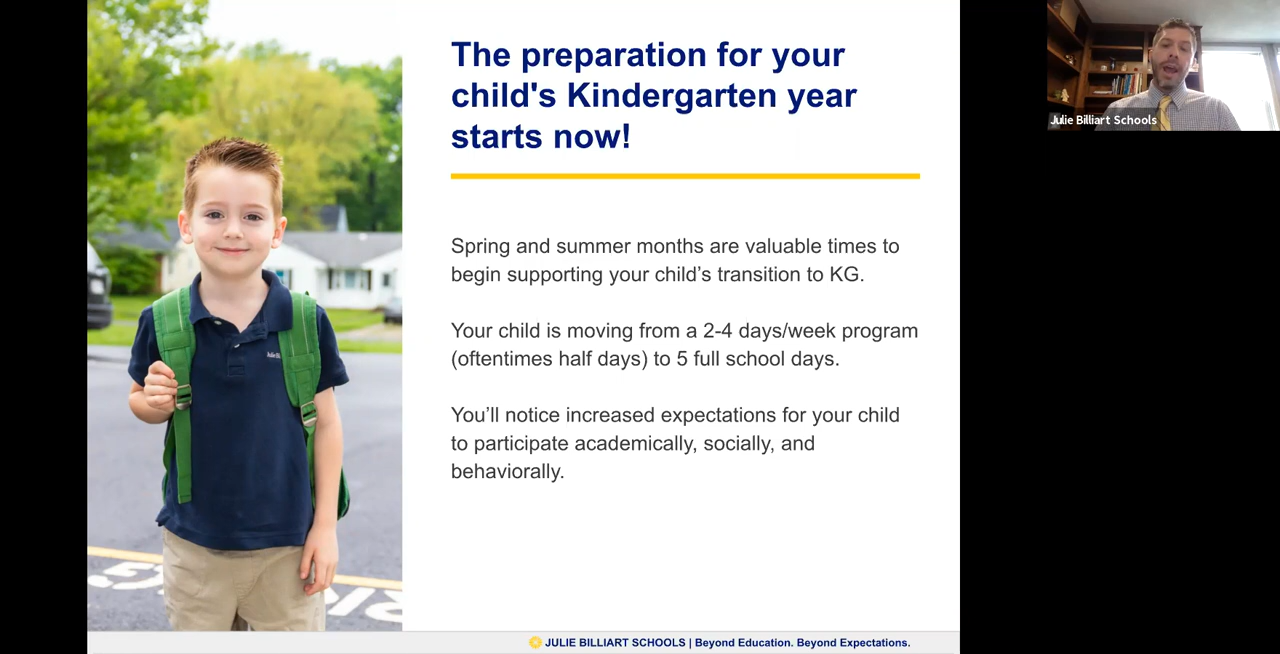 The preparation for your
child's Kindergarten year
starts now!
Spring and summer months are valuable times to
begin supporting your child’s transition to KG.
Your child is moving from a 2-4 days/week program
(oftentimes half days) to 5 full school days.
You’ll notice increased expectations for your child
to participate academically, socially, and
behaviorally.
JULIE BILLIART SCHOOLS | Beyond Education. Beyond Expectations.
Julie Billiart Schools